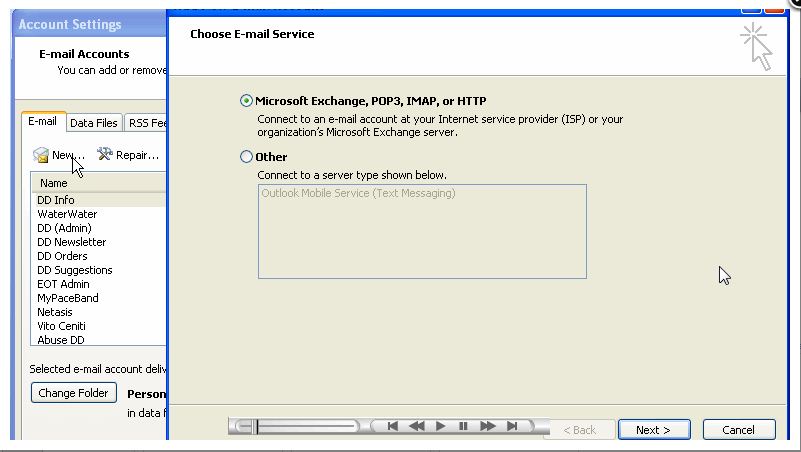 Account Settings
E-mail Accounts
You can add or remove
E-mail
Data Files
RSS Fee
New...
Repair...
Name
DD Info
WaterWater
DD (Admin)
DD Newsletter
DD Orders
DD Suggestions
EOT Admin
MyPaceBand
Netasis
Vito Ceniti
Abuse DD
Selected e-mail account deliv
Change Folder
Person
in data f
Choose E-mail Service
Microsoft Exchange, POP3, IMAP, or HTTP
Connect to an e-mail account at your Internet service provider (ISP) or your
organization's Microsoft Exchange server.
Other
Connect to a server type shown below.
Outlook Mobile Service (Text Messaging)
< Back
Next >
Cancel